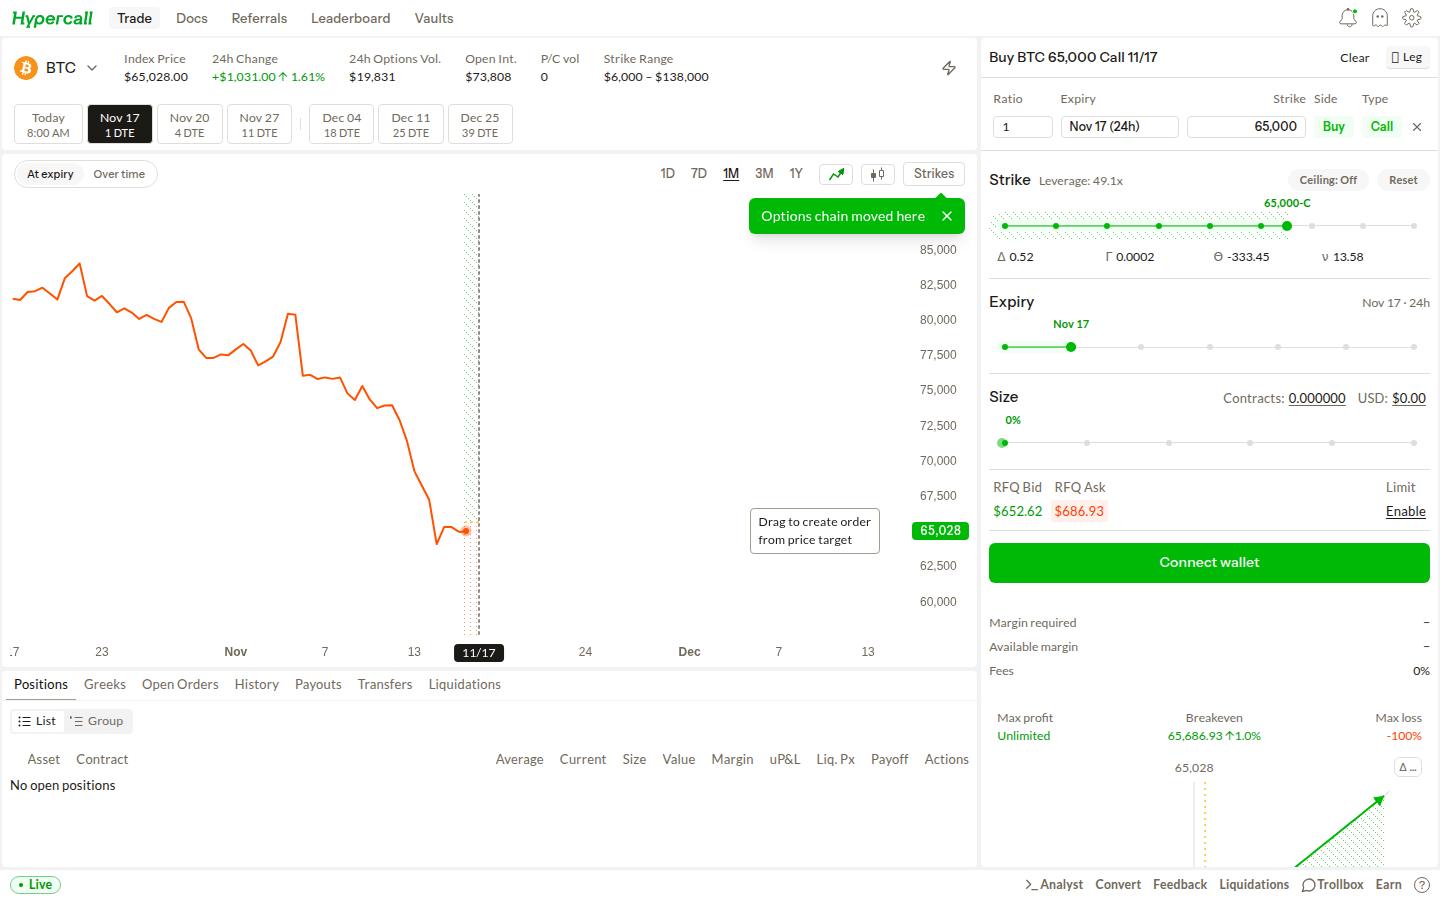 Hypercall Trade Docs Referrals Leaderboard Vaults
BTC
Index Price 24h Change 24h Options Vol. Open Int. P/C vol Strike Range
$65,028.00 +$1,031.00 ↑ 1.61% $19,831 $73,808 0 $6,000 – $138,000
Today Nov 17 Nov 20 Nov 27 Dec 04 Dec 11 Dec 25
8:00 AM 1 DTE 4 DTE 11 DTE 18 DTE 25 DTE 39 DTE
At expiry Over time
1D 7D 1M 3M 1Y Strikes
Options chain moved here
85,000
82,500
80,000
77,500
75,000
72,500
70,000
67,500
65,028
62,500
60,000
Drag to create order
from price target
17 23 Nov 7 13 11/17 24 Dec 7 13
Positions Greeks Open Orders History Payouts Transfers Liquidations
List Group
Asset Contract Average Current Size Value Margin uP&L Liq. Px Payoff Actions
No open positions
Buy BTC 65,000 Call 11/17 Clear Leg
Ratio Expiry Strike Side Type
1 Nov 17 (24h) 65,000 Buy Call
Strike Leverage: 49.1x Ceiling: Off Reset
65,000-C
Δ 0.52 Γ 0.0002 Θ -333.45 ν 13.58
Expiry Nov 17 · 24h
Nov 17
Size Contracts: 0.000000 USD: $0.00
0%
RFQ Bid RFQ Ask Limit
$652.62 $686.93 Enable
Connect wallet
Margin required –
Available margin –
Fees 0%
Max profit Breakeven Max loss
Unlimited 65,686.93 ↑1.0% -100%
65,028 Δ ...
Live
Analyst Convert Feedback Liquidations Trollbox Earn ?